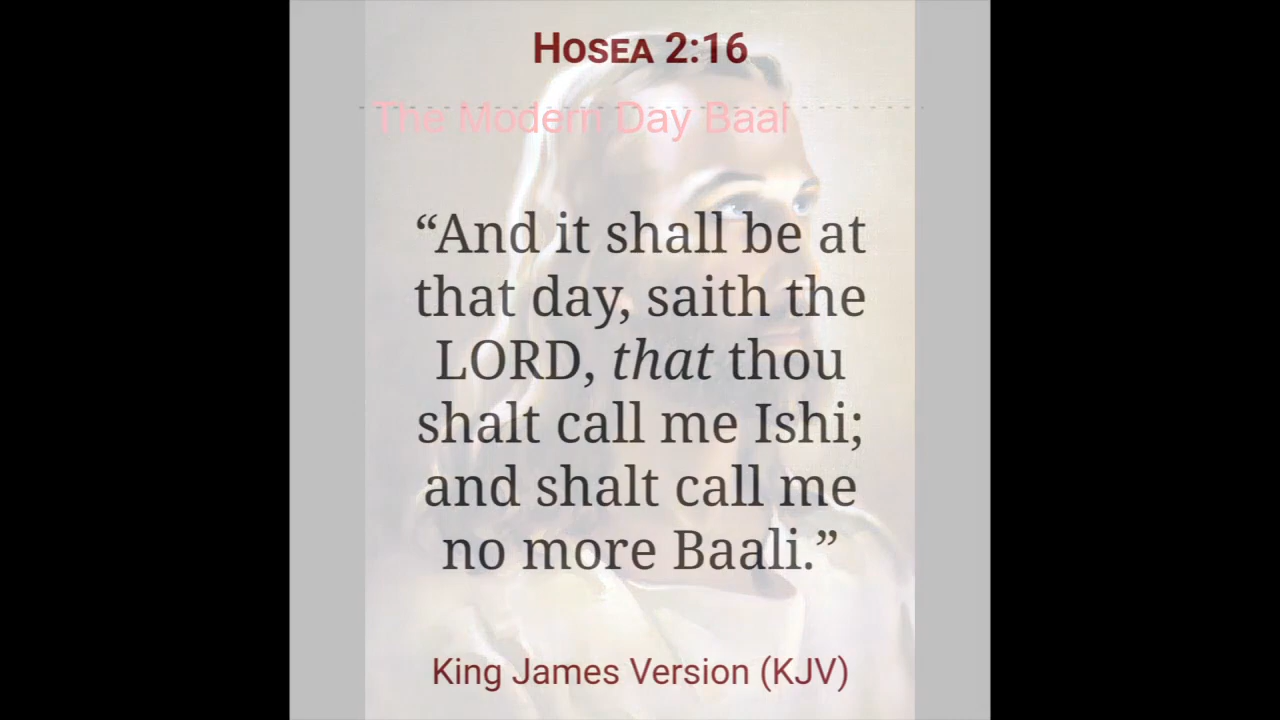 HOSEA 2:16
The Modern Day Baal
“And it shall be at
that day, saith the
LORD, that thou
shalt call me Ishi;
and shalt call me
no more Baali.”
King James Version (KJV)